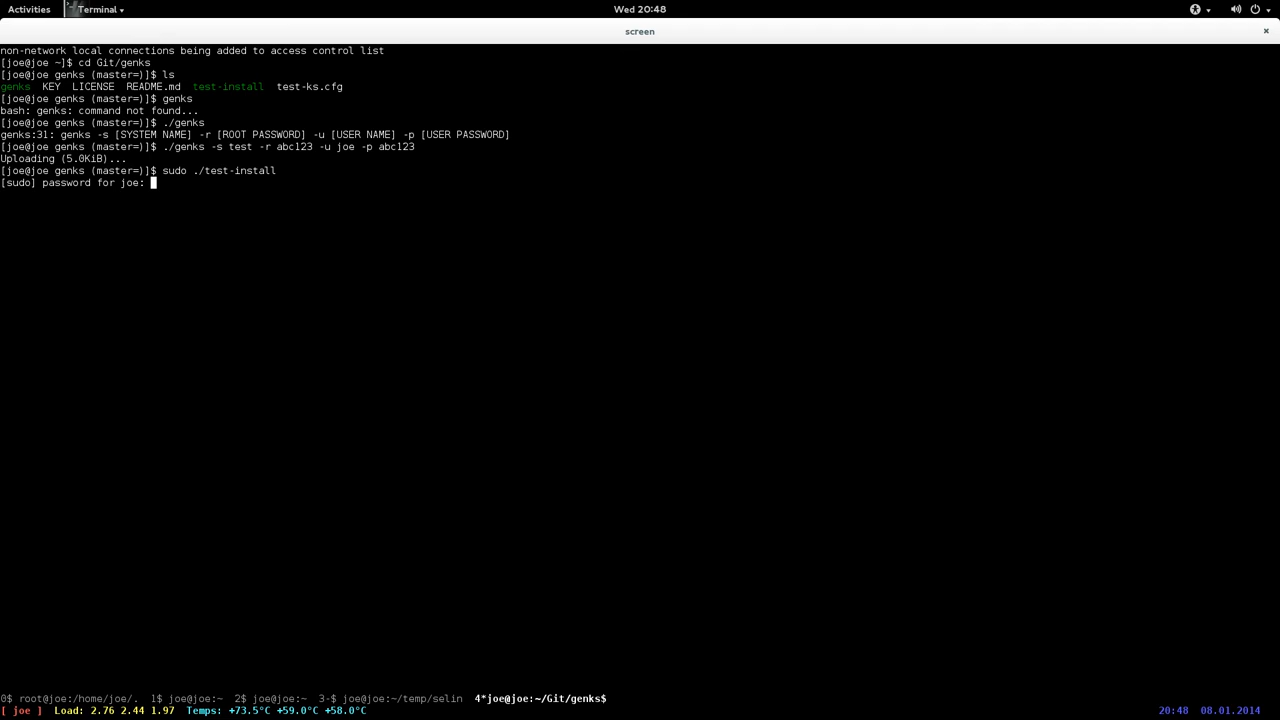 Activities Terminal Wed 20:48
screen
non-network local connections being added to access control list
[joe@joe ~]$ cd Git/genks
[joe@joe genks (master=)]$ ls
genks  KEY  LICENSE  README.md  test-install  test-ks.cfg
[joe@joe genks (master=)]$ genks
bash: genks: command not found...
[joe@joe genks (master=)]$ ./genks
genks:31: genks -s [SYSTEM NAME] -r [ROOT PASSWORD] -u [USER NAME] -p [USER PASSWORD]
[joe@joe genks (master=)]$ ./genks -s test -r abc123 -u joe -p abc123
Uploading (5.0KiB)...
[joe@joe genks (master=)]$ sudo ./test-install
[sudo] password for joe:
0$ root@joe:/home/joe/.  1$ joe@joe:~  2$ joe@joe:~  3-$ joe@joe:~/temp/selin  4*joe@joe:~/Git/genks$
[ joe ]  Load: 2.76 2.44 1.97  Temps: +73.5°C +59.0°C +58.0°C  20:48  08.01.2014